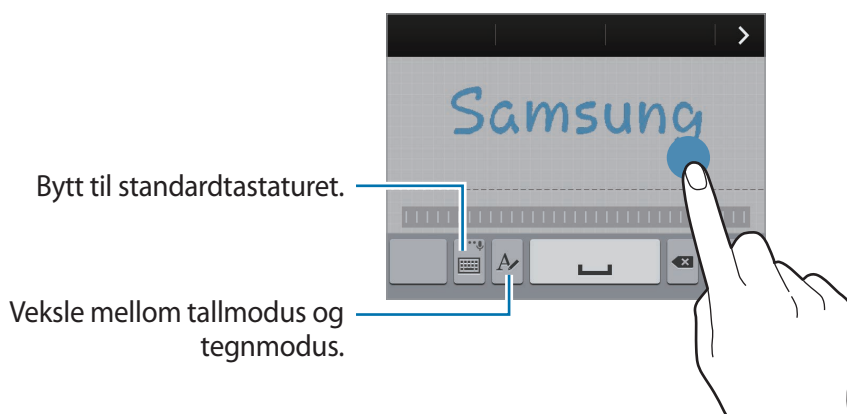 Samsung
Bytt til standardtastaturet.
Veksle mellom tallmodus og
tegnmodus.